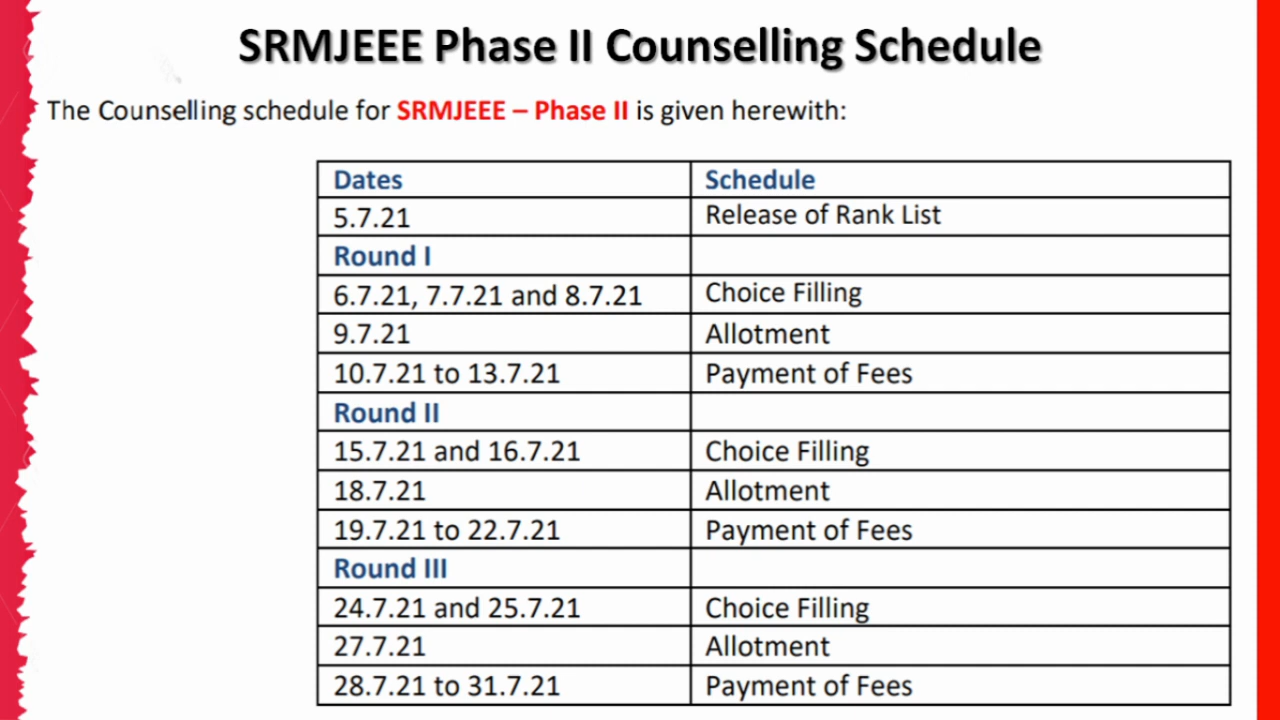 SRMJEEE Phase II Counselling Schedule
The Counselling schedule for SRMJEEE – Phase II is given herewith:
Dates Schedule
5.7.21 Release of Rank List
Round I
6.7.21, 7.7.21 and 8.7.21 Choice Filling
9.7.21 Allotment
10.7.21 to 13.7.21 Payment of Fees
Round II
15.7.21 and 16.7.21 Choice Filling
18.7.21 Allotment
19.7.21 to 22.7.21 Payment of Fees
Round III
24.7.21 and 25.7.21 Choice Filling
27.7.21 Allotment
28.7.21 to 31.7.21 Payment of Fees